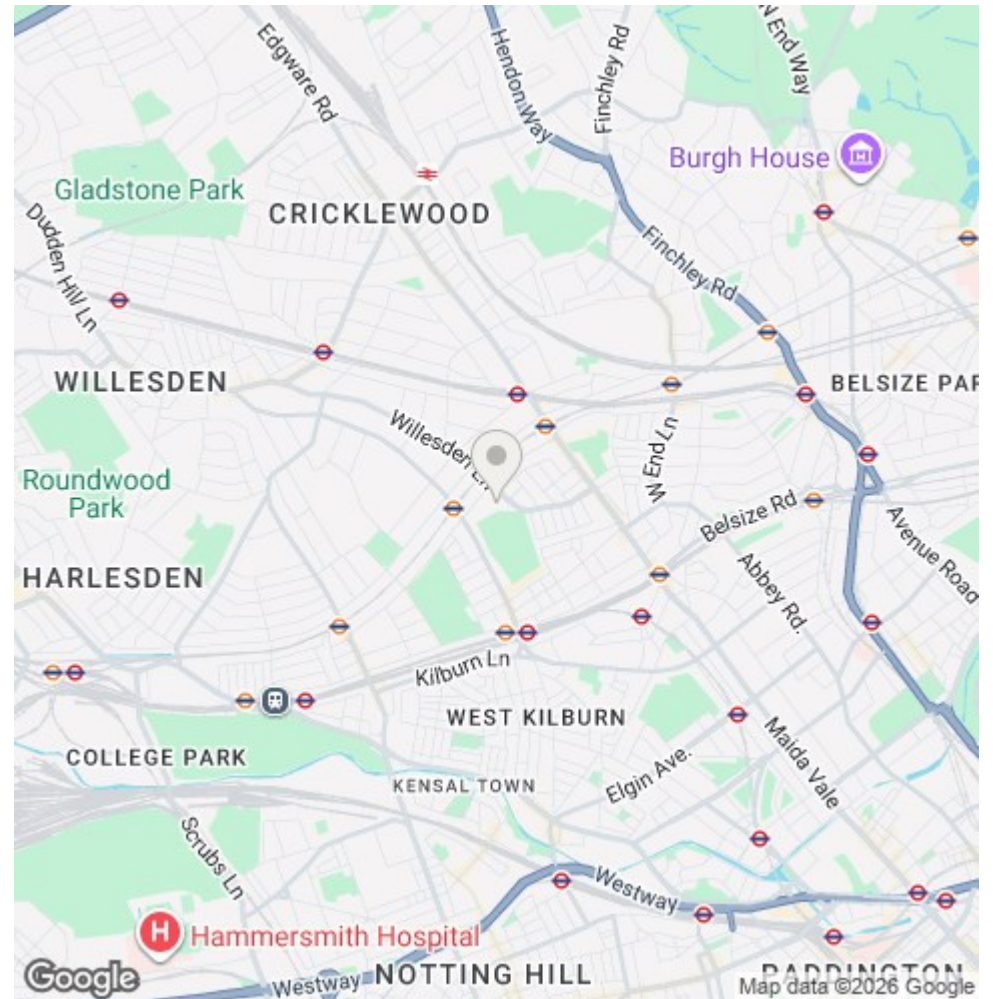 N End Way
Edgware Rd
Hendon Way
Finchley Rd
Burgh House
Gladstone Park
CRICKLEWOOD
Dudden Hill Ln
Finchley Rd
WILLESDEN
BELSIZE PAR
Willesden Ln
W End Ln
Roundwood
Park
Belsize Rd
Avenue Road
HARLESDEN
Abbey Rd.
Kilburn Ln
WEST KILBURN
Maida Vale
COLLEGE PARK
KENSAL TOWN
Elgin Ave.
Scrubs Ln
Westway
H
Hammersmith Hospital
Westway
NOTTING HILL
PADDINGTON
Google
Map data ©2026 Google